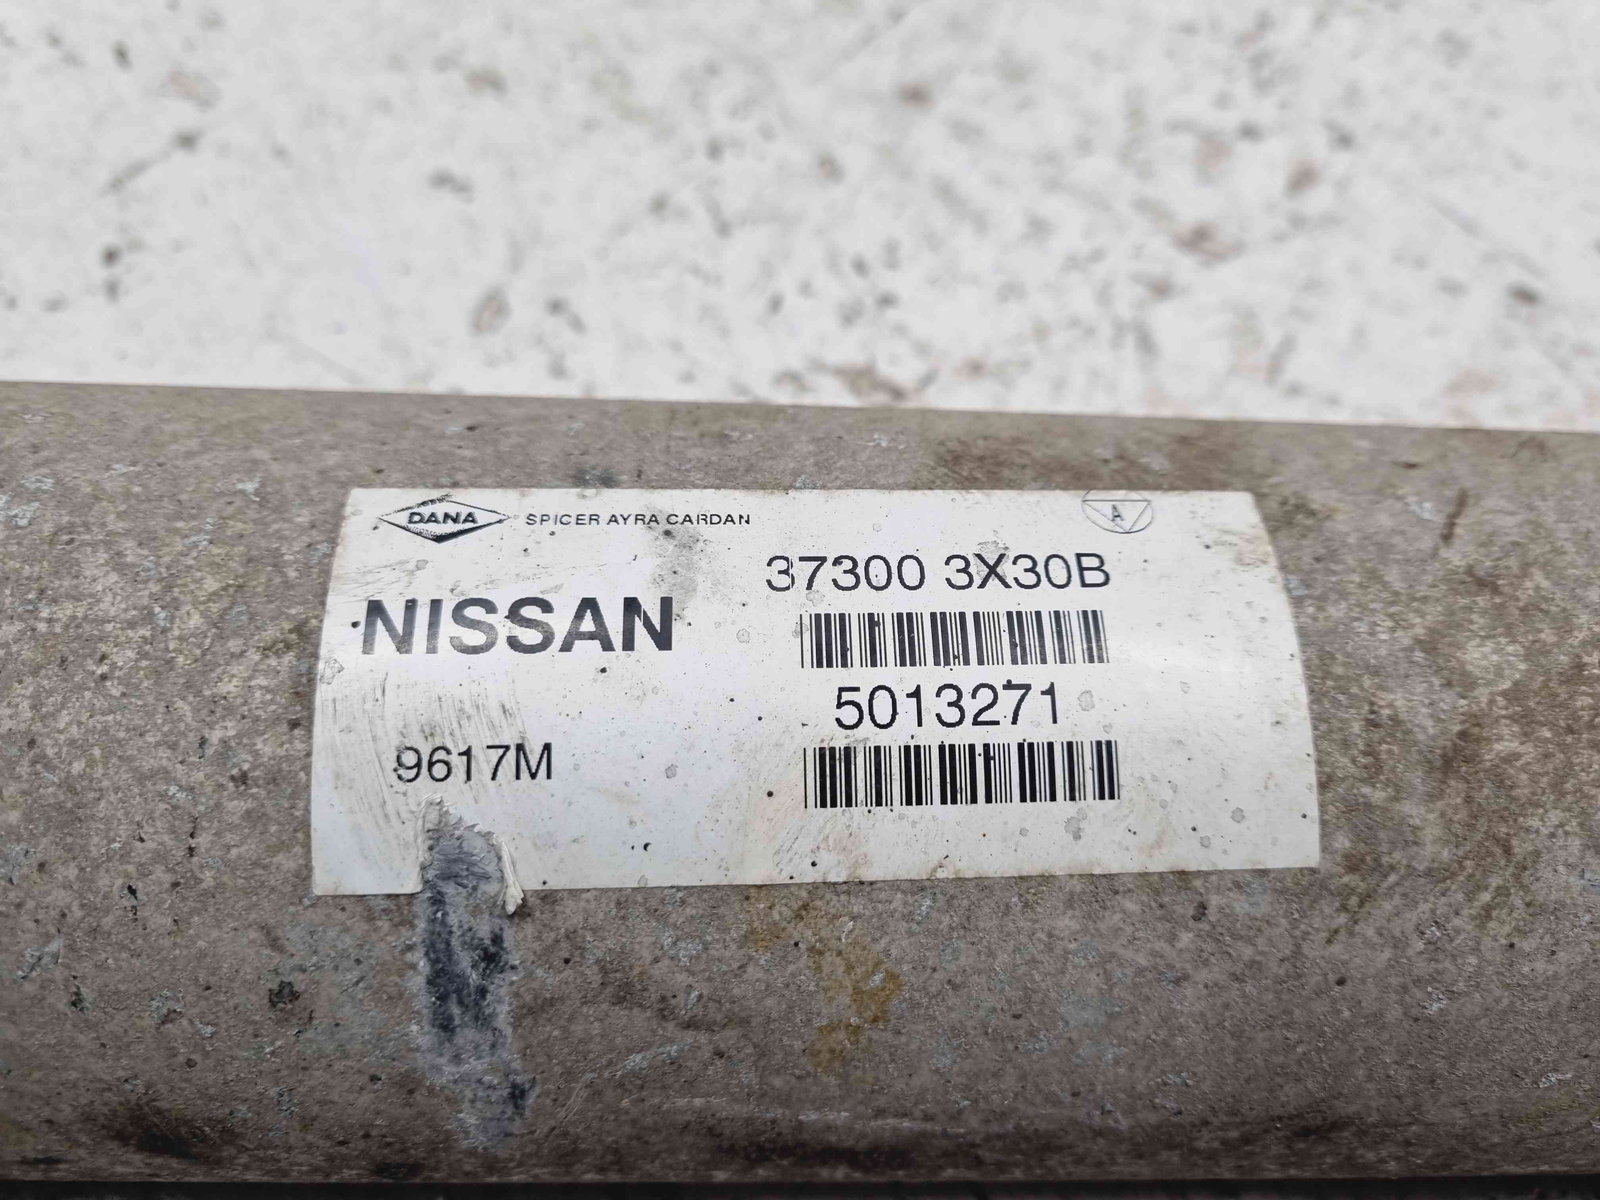 DANA SPICER AYRA CARDAN
A
37300 3X30B
NISSAN
5013271
9617M